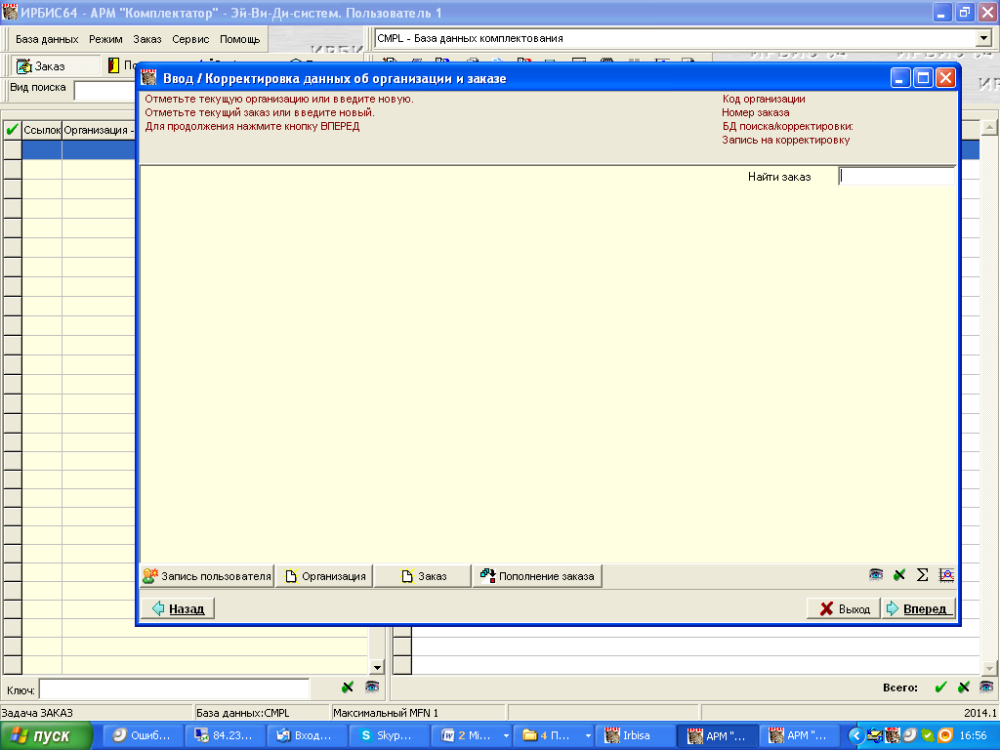 ИРБИС64 - АРМ "Комплектатор" - Эй-Ви-Ди-систем. Пользователь 1
База данных Режим Заказ Сервис Помощь
CMPL - База данных комплектования
Заказ
Вид поиска
Ввод / Корректировка данных об организации и заказе
Отметьте текущую организацию или введите новую.
Отметьте текущий заказ или введите новый.
Для продолжения нажмите кнопку ВПЕРЕД
Код организации
Номер заказа
БД поиска/корректировки:
Запись на корректировку
Ссылок Организация -
Найти заказ
Запись пользователя Организация Заказ Пополнение заказа
Назад Выход Вперед
Ключ: Всего:
Задача ЗАКАЗ База данных:CMPL Максимальный MFN 1 2014.1
пуск Ошиб... 84.23... Вход... Skyp... 2 Mi... 4 П... Irbisa АРМ "... АРМ "... 16:56